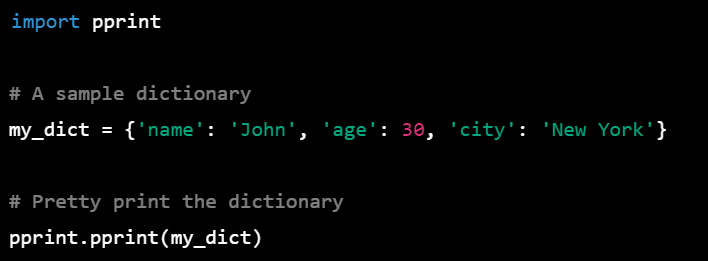 import pprint
# A sample dictionary
my_dict = {'name': 'John', 'age': 30, 'city': 'New York'}
# Pretty print the dictionary
pprint.pprint(my_dict)